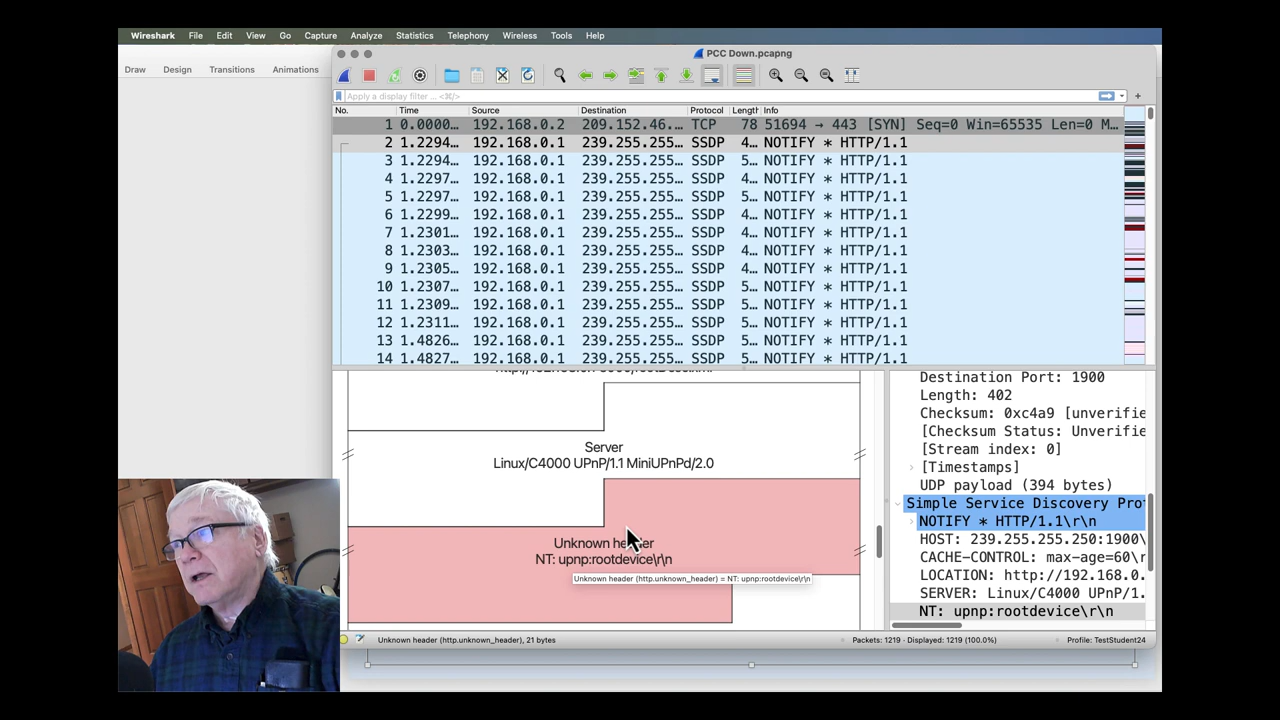 Wireshark File Edit View Go Capture Analyze Statistics Telephony Wireless Tools Help
PCC Down.pcapng
Draw Design Transitions Animations
Apply a display filter ... <⌘/>
No. Time Source Destination Protocol Length Info
1 0.0000… 192.168.0.2 209.152.46.… TCP 78 51694 → 443 [SYN] Seq=0 Win=65535 Len=0 M…
2 1.2294… 192.168.0.1 239.255.255… SSDP 4… NOTIFY * HTTP/1.1
3 1.2294… 192.168.0.1 239.255.255… SSDP 5… NOTIFY * HTTP/1.1
4 1.2297… 192.168.0.1 239.255.255… SSDP 4… NOTIFY * HTTP/1.1
5 1.2297… 192.168.0.1 239.255.255… SSDP 5… NOTIFY * HTTP/1.1
6 1.2299… 192.168.0.1 239.255.255… SSDP 4… NOTIFY * HTTP/1.1
7 1.2301… 192.168.0.1 239.255.255… SSDP 4… NOTIFY * HTTP/1.1
8 1.2303… 192.168.0.1 239.255.255… SSDP 4… NOTIFY * HTTP/1.1
9 1.2305… 192.168.0.1 239.255.255… SSDP 4… NOTIFY * HTTP/1.1
10 1.2307… 192.168.0.1 239.255.255… SSDP 5… NOTIFY * HTTP/1.1
11 1.2309… 192.168.0.1 239.255.255… SSDP 5… NOTIFY * HTTP/1.1
12 1.2311… 192.168.0.1 239.255.255… SSDP 5… NOTIFY * HTTP/1.1
13 1.4826… 192.168.0.1 239.255.255… SSDP 5… NOTIFY * HTTP/1.1
14 1.4827… 192.168.0.1 239.255.255… SSDP 5… NOTIFY * HTTP/1.1
Server
Linux/C4000 UPnP/1.1 MiniUPnPd/2.0
Unknown header
NT: upnp:rootdevice\r\n
Unknown header (http.unknown_header) = NT: upnp:rootdevice\r\n
Destination Port: 1900
Length: 402
Checksum: 0xc4a9 [unverifie
[Checksum Status: Unverifie
[Stream index: 0]
[Timestamps]
UDP payload (394 bytes)
Simple Service Discovery Pro
NOTIFY * HTTP/1.1\r\n
HOST: 239.255.255.250:1900\
CACHE-CONTROL: max-age=60\r
LOCATION: http://192.168.0.
SERVER: Linux/C4000 UPnP/1.
NT: upnp:rootdevice\r\n
Unknown header (http.unknown_header), 21 bytes
Packets: 1219 · Displayed: 1219 (100.0%)
Profile: TestStudent24